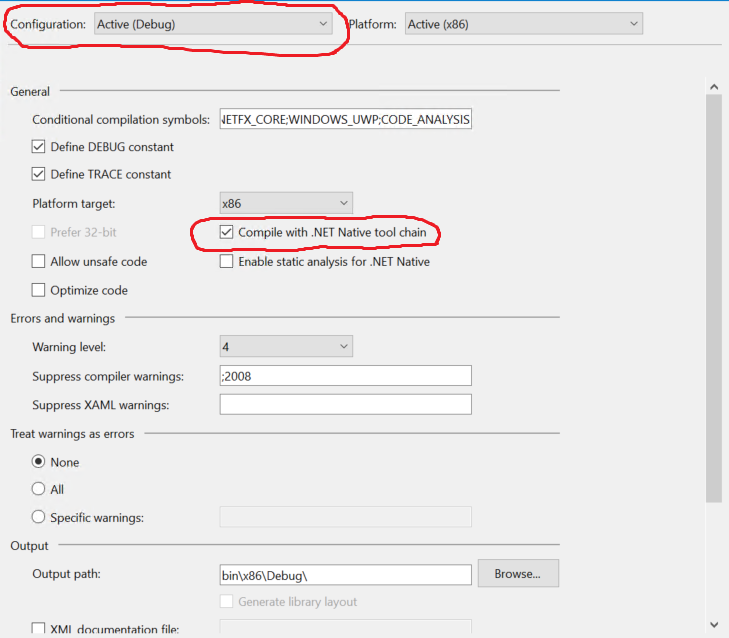 Configuration: Active (Debug) Platform: Active (x86)
General
Conditional compilation symbols: NETFX_CORE;WINDOWS_UWP;CODE_ANALYSIS
Define DEBUG constant
Define TRACE constant
Platform target: x86
Prefer 32-bit Compile with .NET Native tool chain
Allow unsafe code Enable static analysis for .NET Native
Optimize code
Errors and warnings
Warning level: 4
Suppress compiler warnings: ;2008
Suppress XAML warnings:
Treat warnings as errors
None
All
Specific warnings:
Output
Output path: bin\x86\Debug\ Browse...
Generate library layout
XML documentation file: